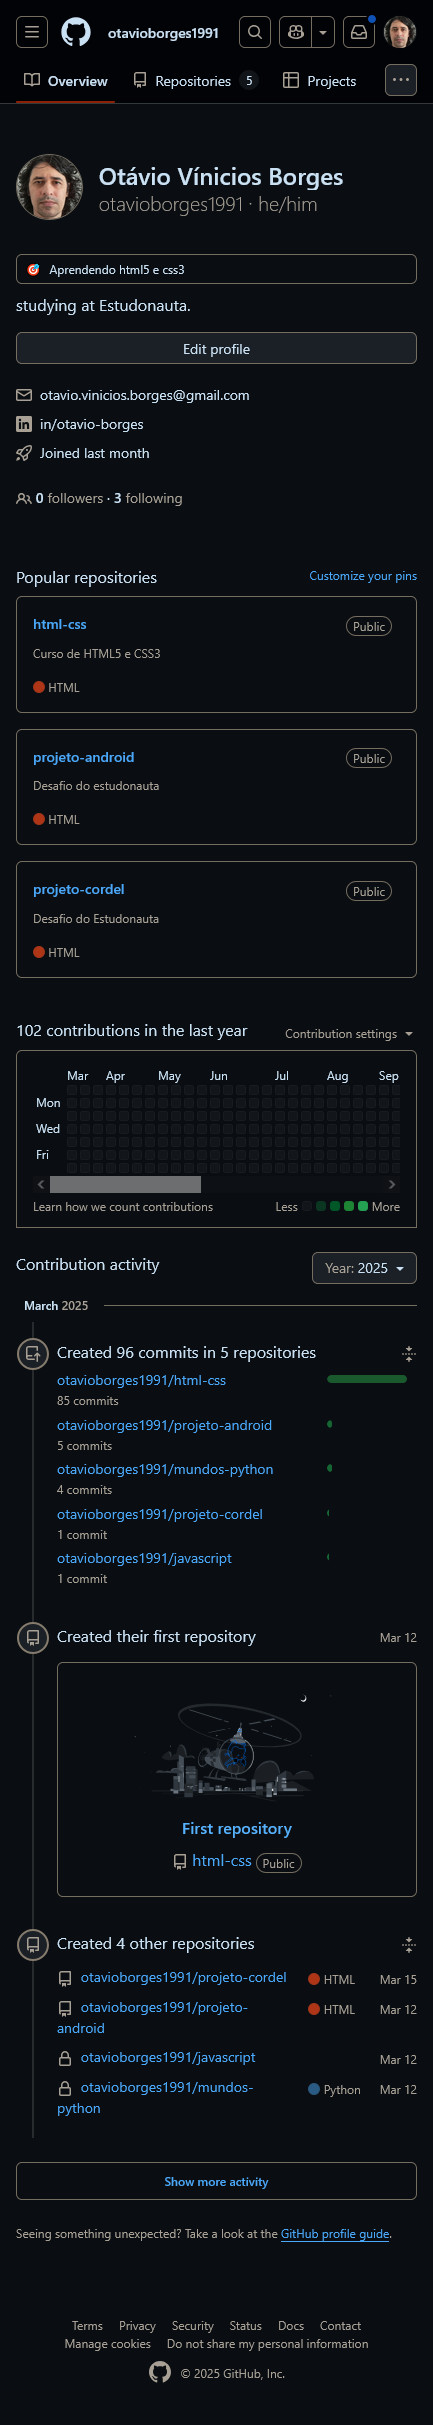 otavioborges1991
Overview
Repositories 5
Projects
Otávio Vínicios Borges
otavioborges1991 · he/him
Aprendendo html5 e css3
studying at Estudonauta.
Edit profile
otavio.vinicios.borges@gmail.com
in/otavio-borges
Joined last month
0 followers · 3 following
Popular repositories
Customize your pins
html-css
Public
Curso de HTML5 e CSS3
HTML
projeto-android
Public
Desafio do estudonauta
HTML
projeto-cordel
Public
Desafio do Estudonauta
HTML
102 contributions in the last year
Contribution settings
Mar Apr May Jun Jul Aug Sep
Mon
Wed
Fri
Learn how we count contributions
Less More
Contribution activity
Year: 2025
March 2025
Created 96 commits in 5 repositories
otavioborges1991/html-css
85 commits
otavioborges1991/projeto-android
5 commits
otavioborges1991/mundos-python
4 commits
otavioborges1991/projeto-cordel
1 commit
otavioborges1991/javascript
1 commit
Created their first repository
Mar 12
First repository
html-css Public
Created 4 other repositories
otavioborges1991/projeto-cordel HTML Mar 15
otavioborges1991/projeto-
android
HTML Mar 12
otavioborges1991/javascript Mar 12
otavioborges1991/mundos-
python
Python Mar 12
Show more activity
Seeing something unexpected? Take a look at the GitHub profile guide.
Terms Privacy Security Status Docs Contact
Manage cookies Do not share my personal information
© 2025 GitHub, Inc.